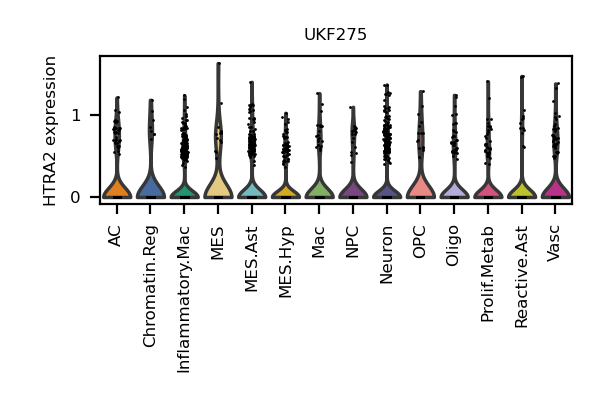 UKF275
HTRA2 expression
1
0
AC
Chromatin.Reg
Inflammatory.Mac
MES
MES.Ast
MES.Hyp
Mac
NPC
Neuron
OPC
Oligo
Prolif.Metab
Reactive.Ast
Vasc